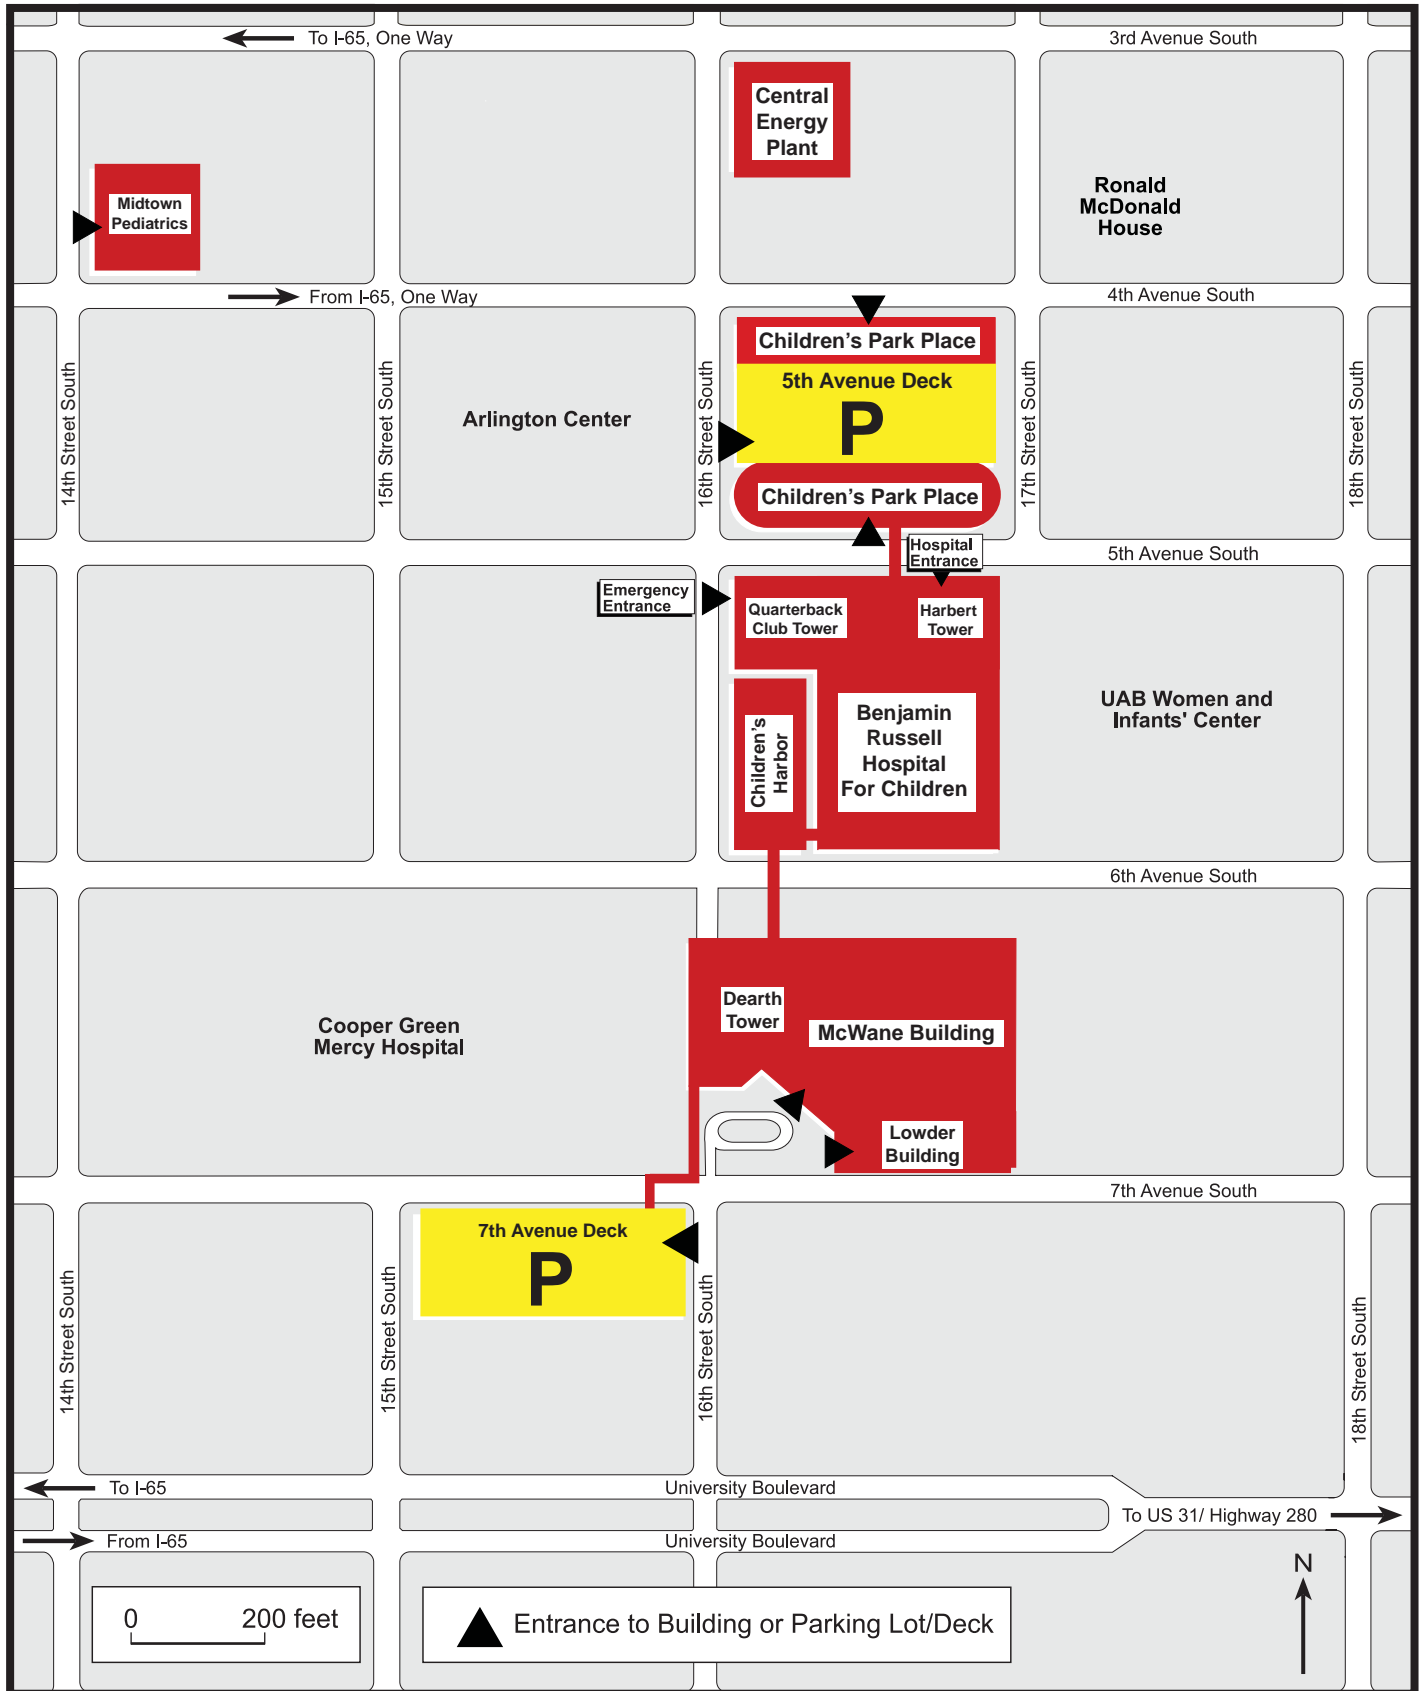 To I-65, One Way
3rd Avenue South
Central
Energy
Plant
Ronald
McDonald
House
Midtown
Pediatrics
From I-65, One Way
4th Avenue South
Children's Park Place
5th Avenue Deck
P
14th Street South
15th Street South
16th Street South
17th Street South
18th Street South
Arlington Center
Children's Park Place
Hospital
Entrance
5th Avenue South
Emergency
Entrance
Quarterback
Club Tower
Harbert
Tower
Children's
Harbor
Benjamin
Russell
Hospital
For Children
UAB Women and
Infants' Center
6th Avenue South
Dearth
Tower
McWane Building
Cooper Green
Mercy Hospital
Lowder
Building
7th Avenue South
7th Avenue Deck
P
14th Street South
15th Street South
16th Street South
18th Street South
To I-65
University Boulevard
To US 31/ Highway 280
From I-65
University Boulevard
N
0 200 feet
Entrance to Building or Parking Lot/Deck